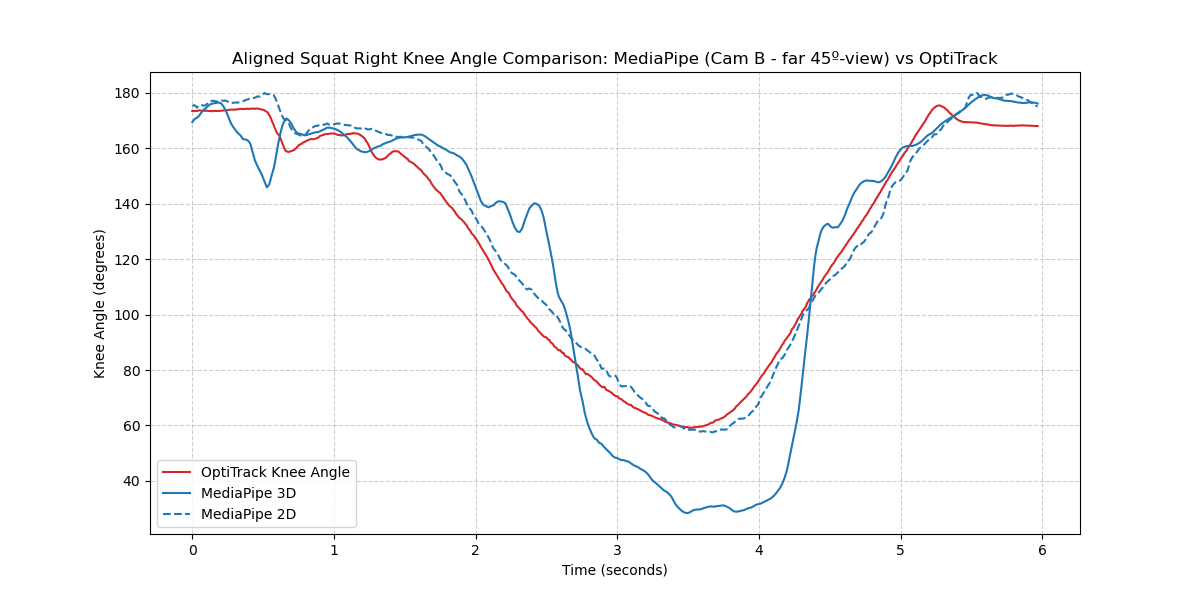 Aligned Squat Right Knee Angle Comparison: MediaPipe (Cam B - far 45º-view) vs OptiTrack
180
160
140
120
100
80
60
40
Knee Angle (degrees)
OptiTrack Knee Angle
MediaPipe 3D
MediaPipe 2D
0 1 2 3 4 5 6
Time (seconds)